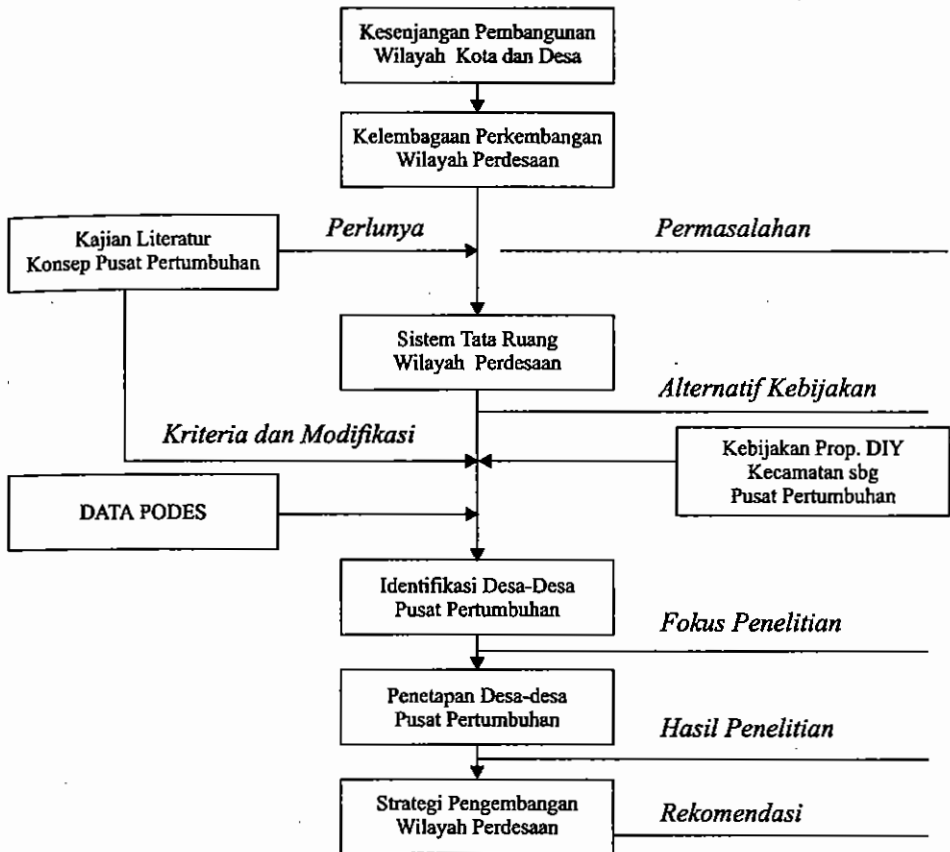 Kesenjangan Pembangunan
Wilayah Kota dan Desa
Kelembagaan Perkembangan
Wilayah Perdesaan
Kajian Literatur
Konsep Pusat Pertumbuhan
Perlunya
Permasalahan
Sistem Tata Ruang
Wilayah Perdesaan
Alternatif Kebijakan
Kriteria dan Modifikasi
Kebijakan Prop. DIY
Kecamatan sbg
Pusat Pertumbuhan
DATA PODES
Identifikasi Desa-Desa
Pusat Pertumbuhan
Fokus Penelitian
Penetapan Desa-desa
Pusat Pertumbuhan
Hasil Penelitian
Strategi Pengembangan
Wilayah Perdesaan
Rekomendasi